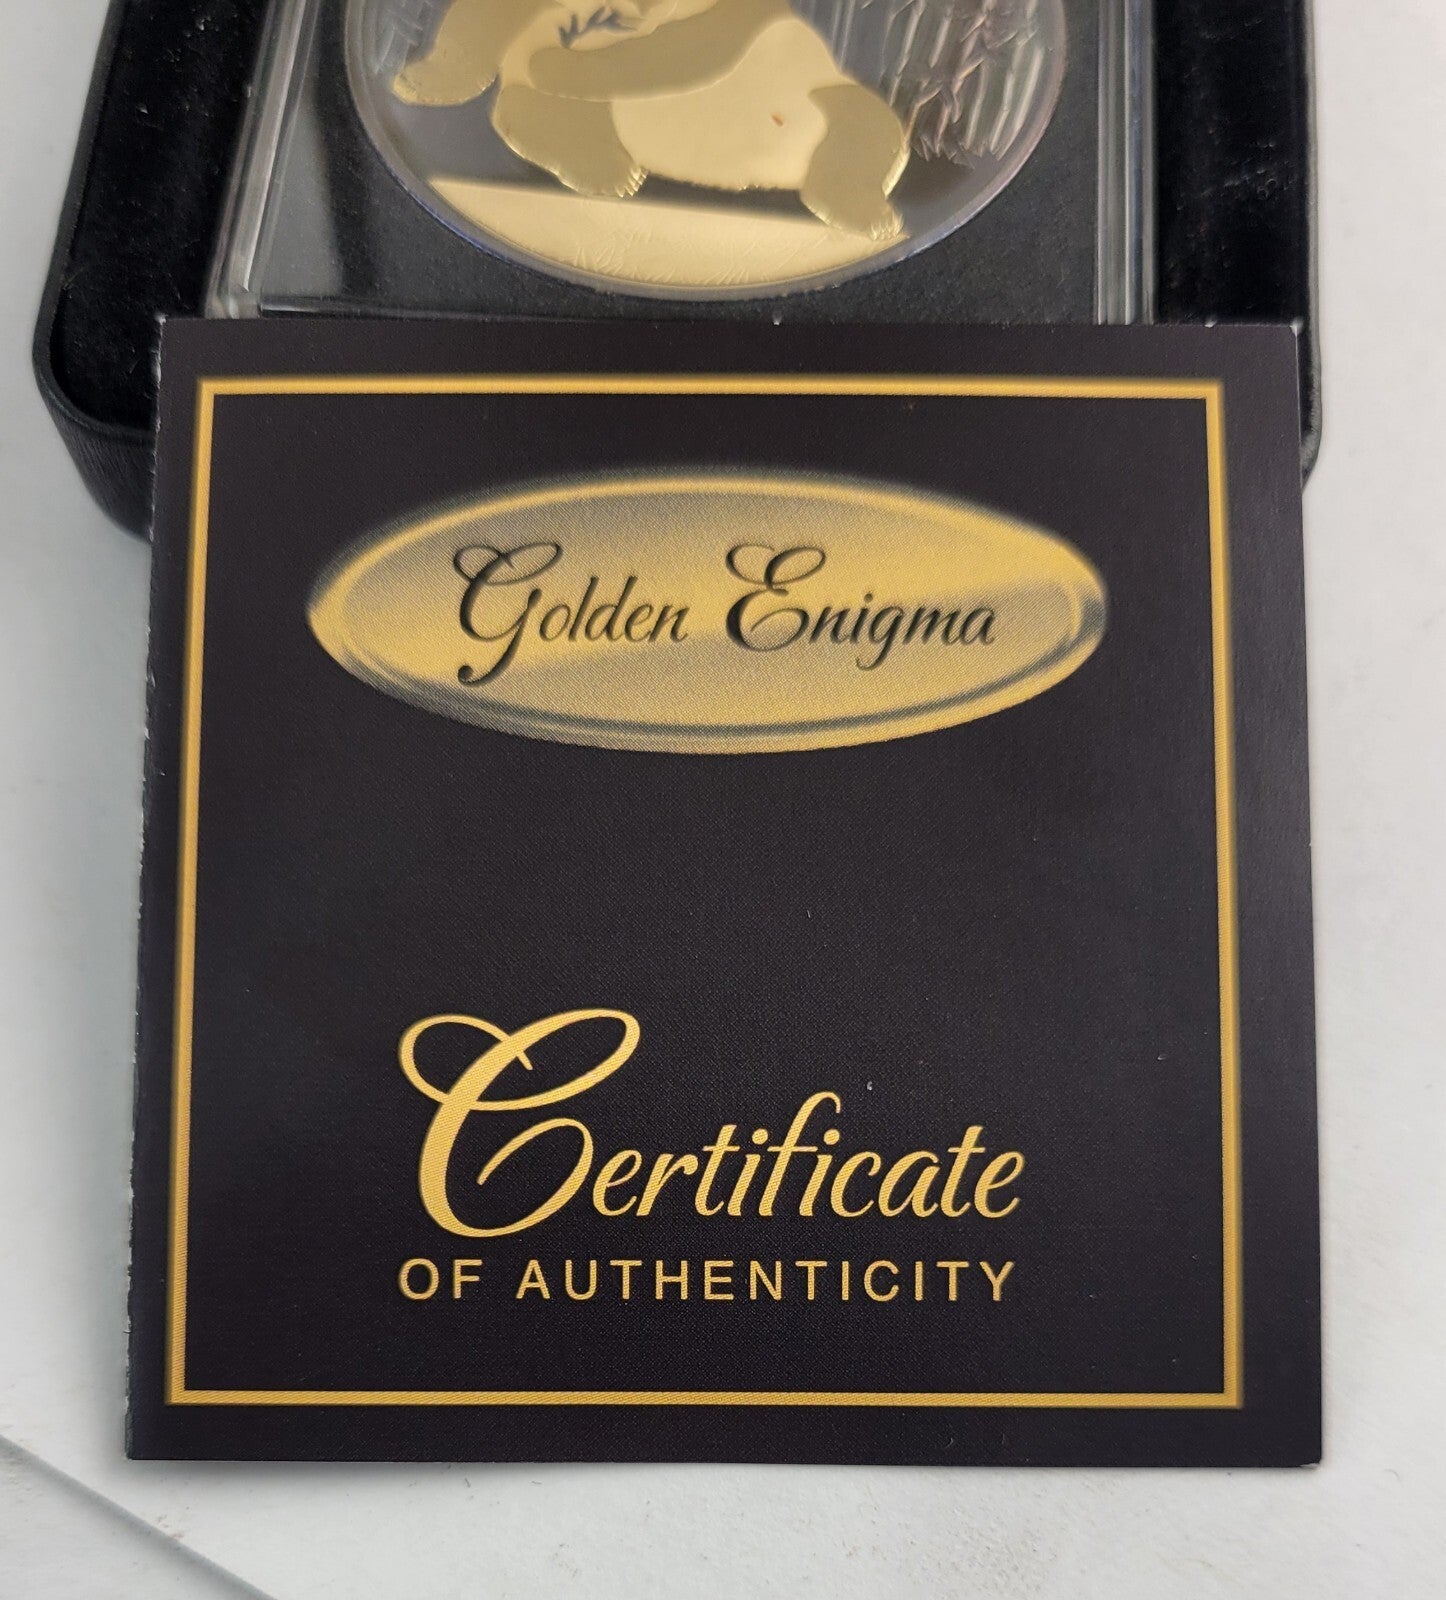 Golden Enigma
Certificate
OF AUTHENTICITY